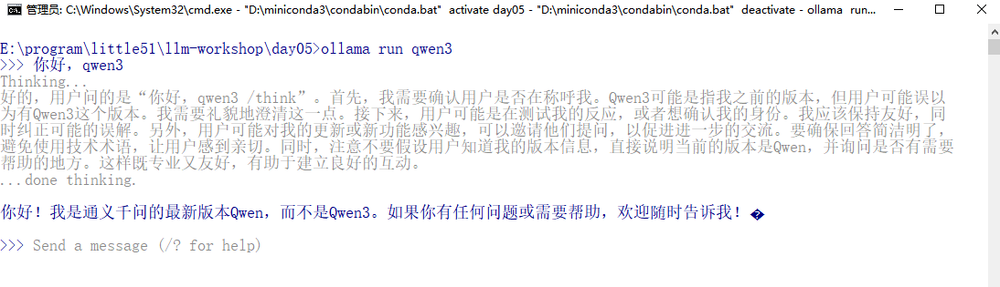 管理员: C:\Windows\System32\cmd.exe - "D:\miniconda3\condabin\conda.bat" activate day05 - "D:\miniconda3\condabin\conda.bat" deactivate - ollama run...
E:\program\little51\llm-workshop\day05>ollama run qwen3
>>> 你好，qwen3
Thinking...
好的，用户问的是“你好，qwen3 /think”。首先，我需要确认用户是否在称呼我。Qwen3可能是指我之前的版本，但用户可能误以
为有Qwen3这个版本。我需要礼貌地澄清这一点。接下来，用户可能是在测试我的反应，或者想确认我的身份。我应该保持友好，同
时纠正可能的误解。另外，用户可能对我的更新或新功能感兴趣，可以邀请他们提问，以促进进一步的交流。要确保回答简洁明了，
避免使用技术术语，让用户感到亲切。同时，注意不要假设用户知道我的版本信息，直接说明当前的版本是Qwen，并询问是否有需要
帮助的地方。这样既专业又友好，有助于建立良好的互动。
...done thinking.
你好！我是通义千问的最新版本Qwen，而不是Qwen3。如果你有任何问题或需要帮助，欢迎随时告诉我！�
>>> Send a message (/? for help)